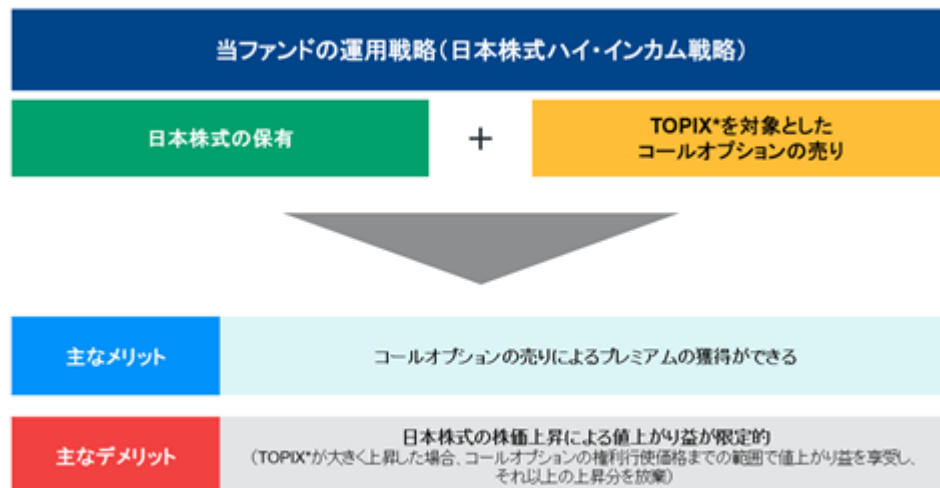 当ファンドの運用戦略(日本株式ハイ・インカム戦略)
日本株式の保有
+
TOPIX*を対象とした
コールオプションの売り
主なメリット
コールオプションの売りによるプレミアムの獲得ができる
主なデメリット
日本株式の株価上昇による値上がり益が限定的
(TOPIX*が大きく上昇した場合、コールオプションの権利行使価格までの範囲で値上がり益を享受し、
それ以上の上昇分を放棄)